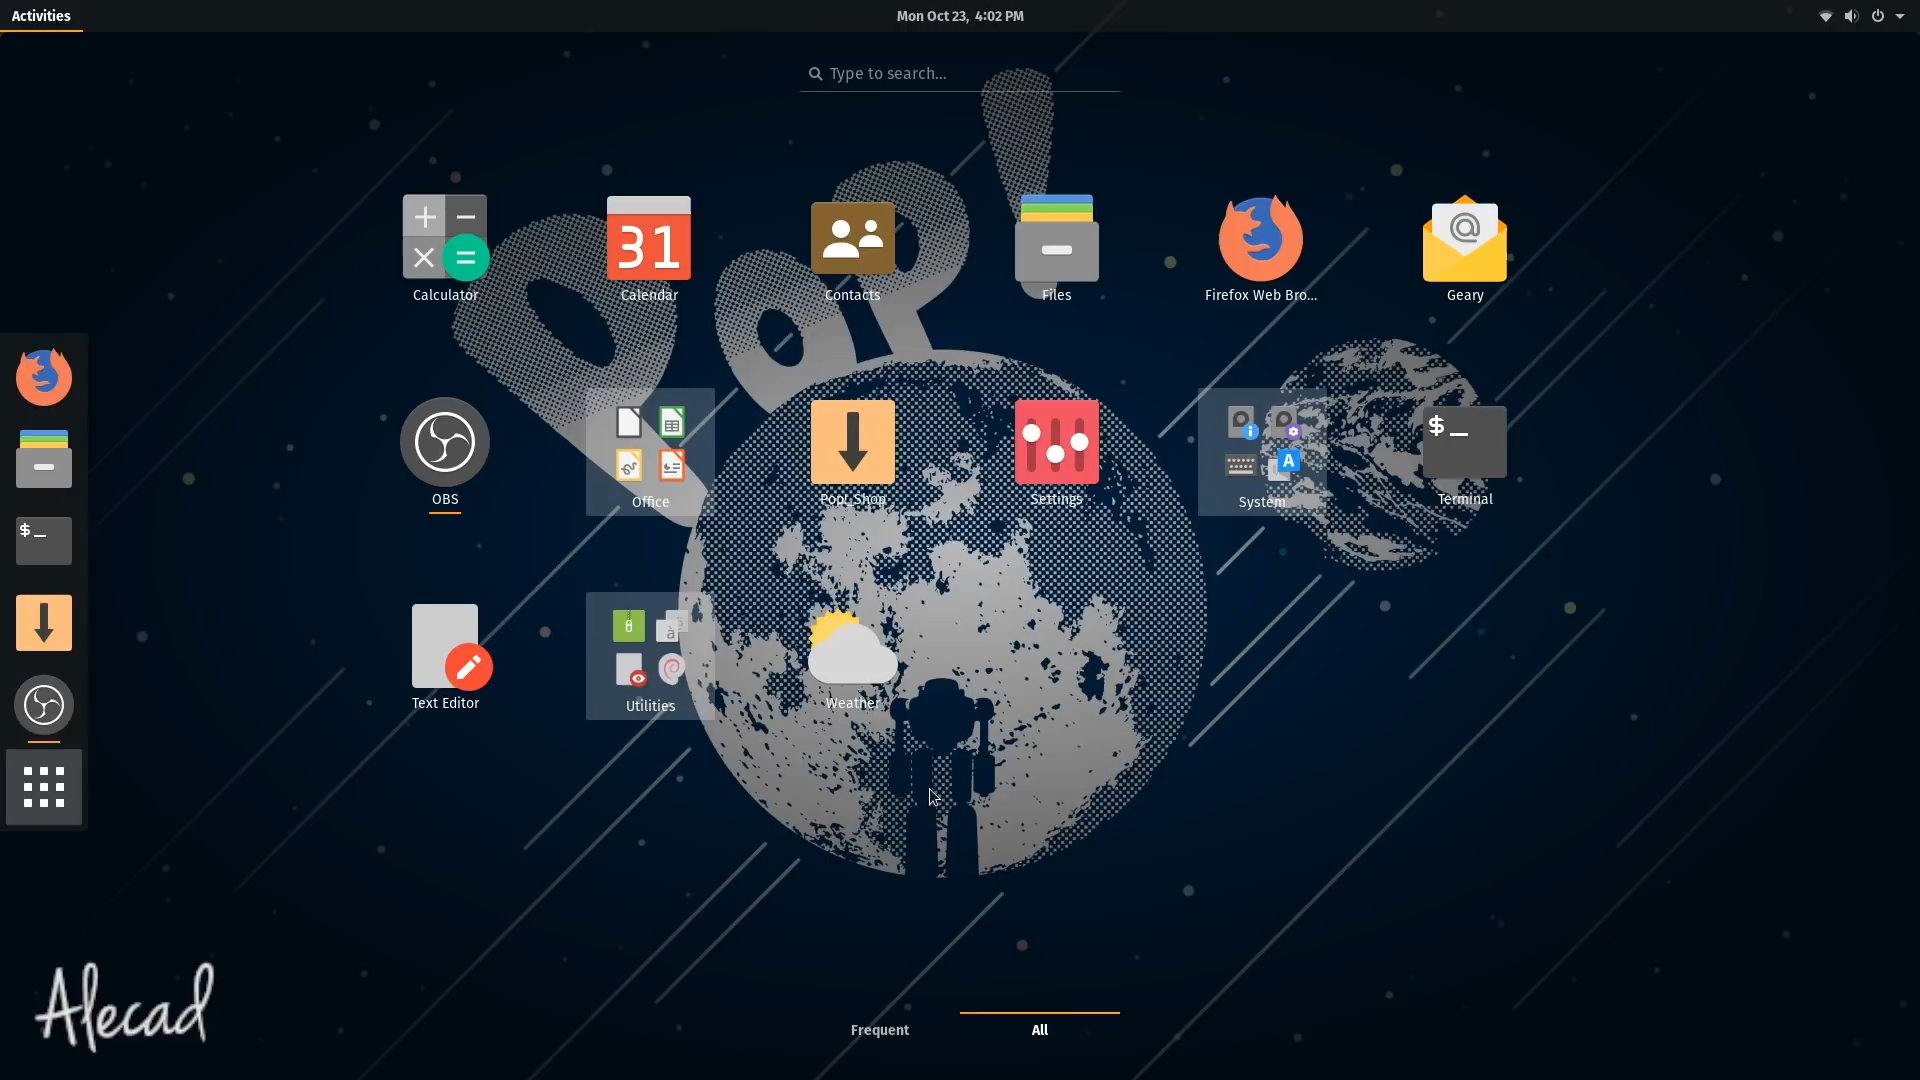 Activities
Mon Oct 23, 4:02 PM
Type to search...
POP!
+ − × =
31
@
Calculator
Calendar
Contacts
Files
Firefox Web Bro...
Geary
$_
A
OBS
Office
Pop!_Shop
Settings
System
Terminal
$_
Text Editor
Utilities
Weather
Alecad
Frequent
All